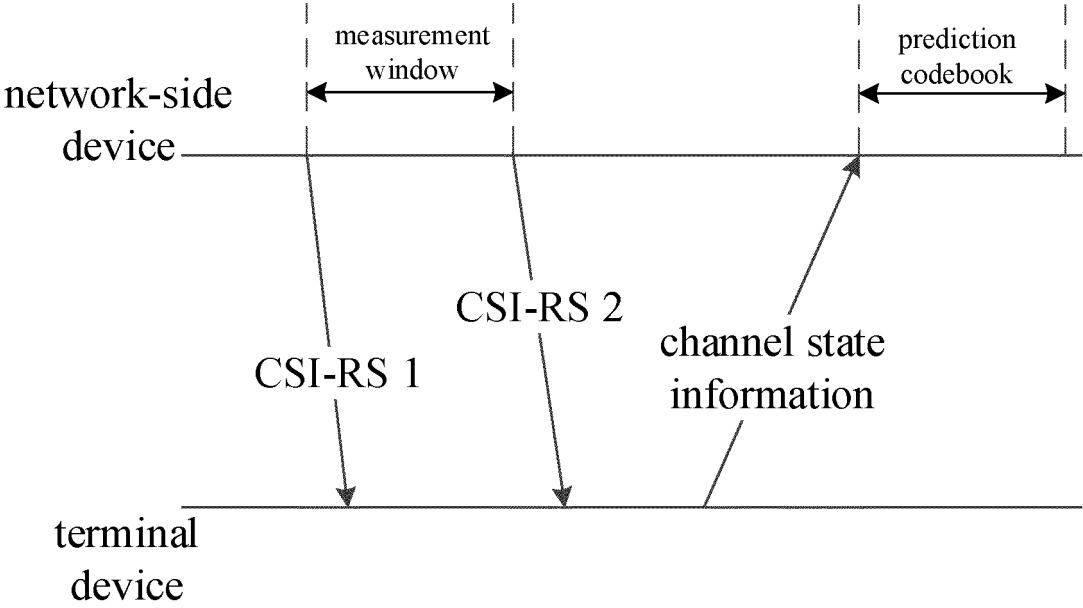 measurement
window
prediction
codebook
network-side
device
CSI-RS 2
channel state
information
CSI-RS 1
terminal
device